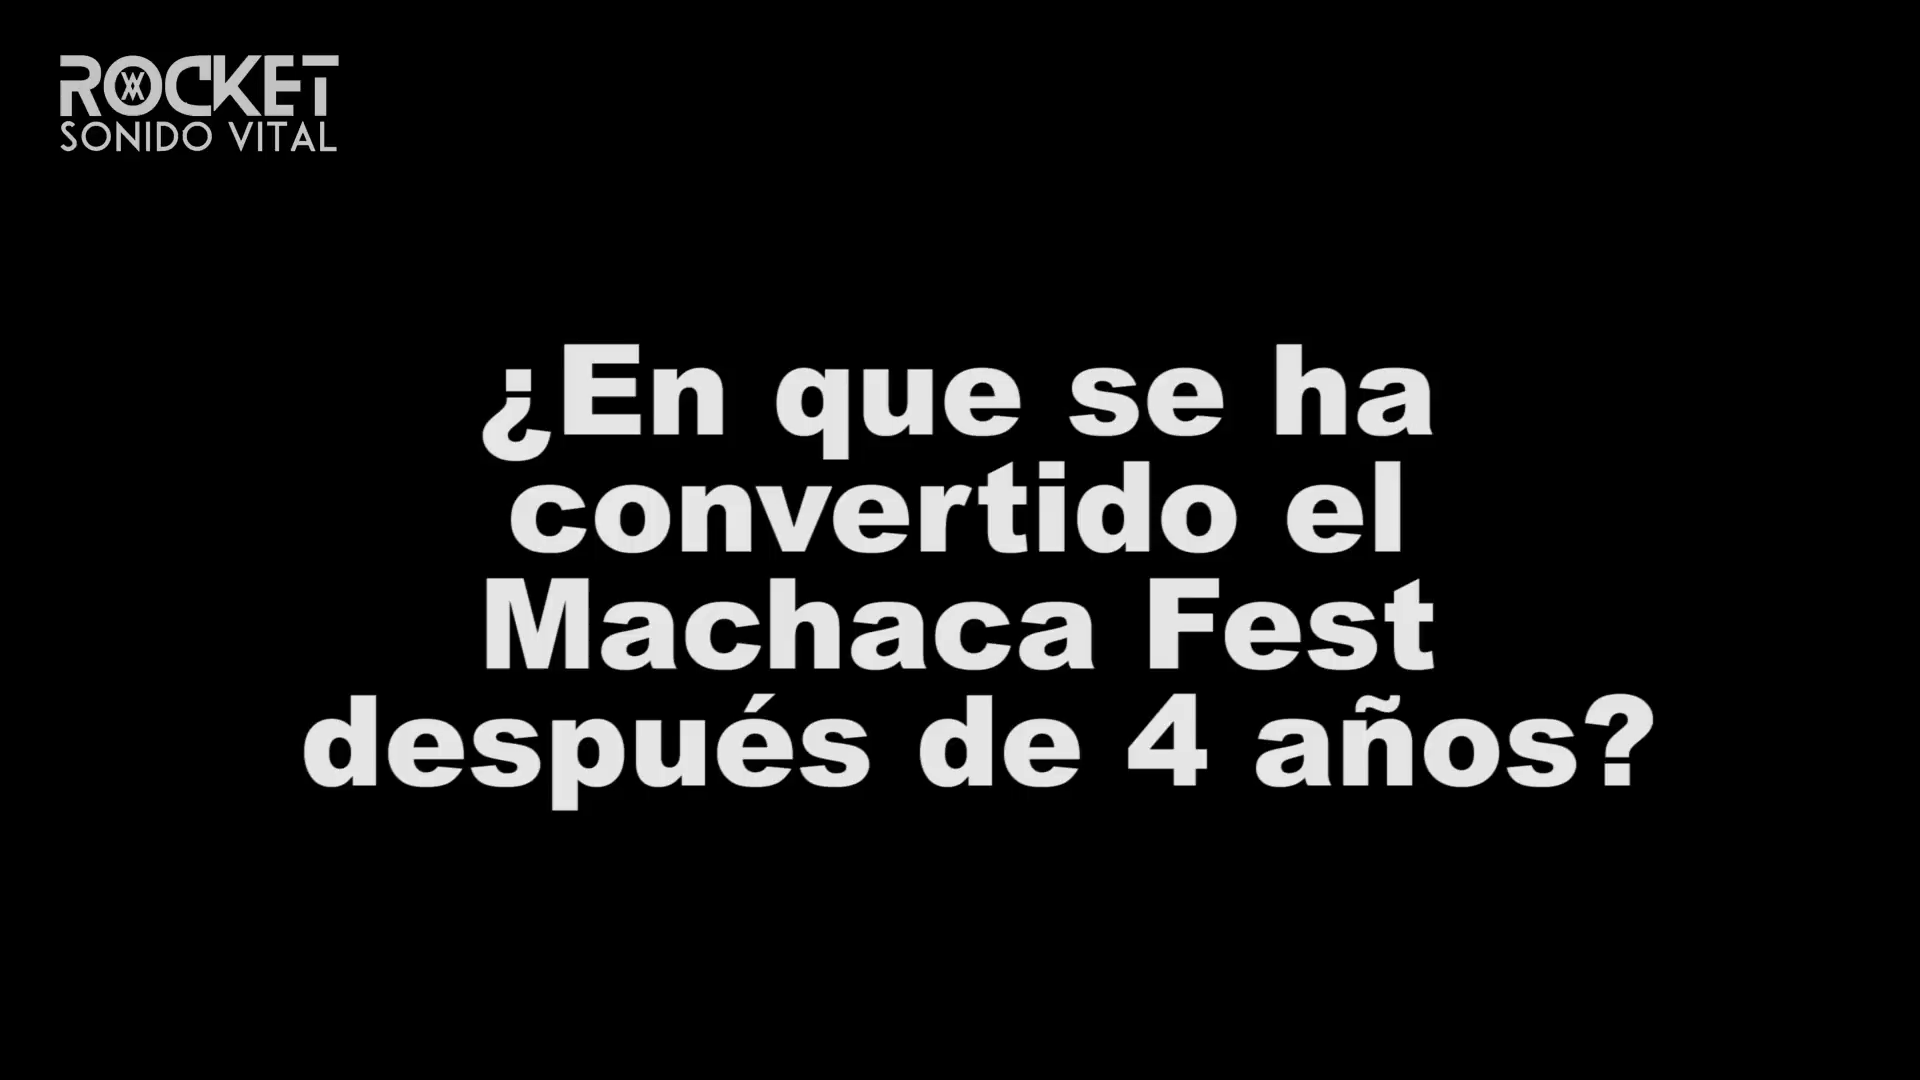 ROCKET
SONIDO VITAL
¿En que se ha
convertido el
Machaca Fest
después de 4 años?